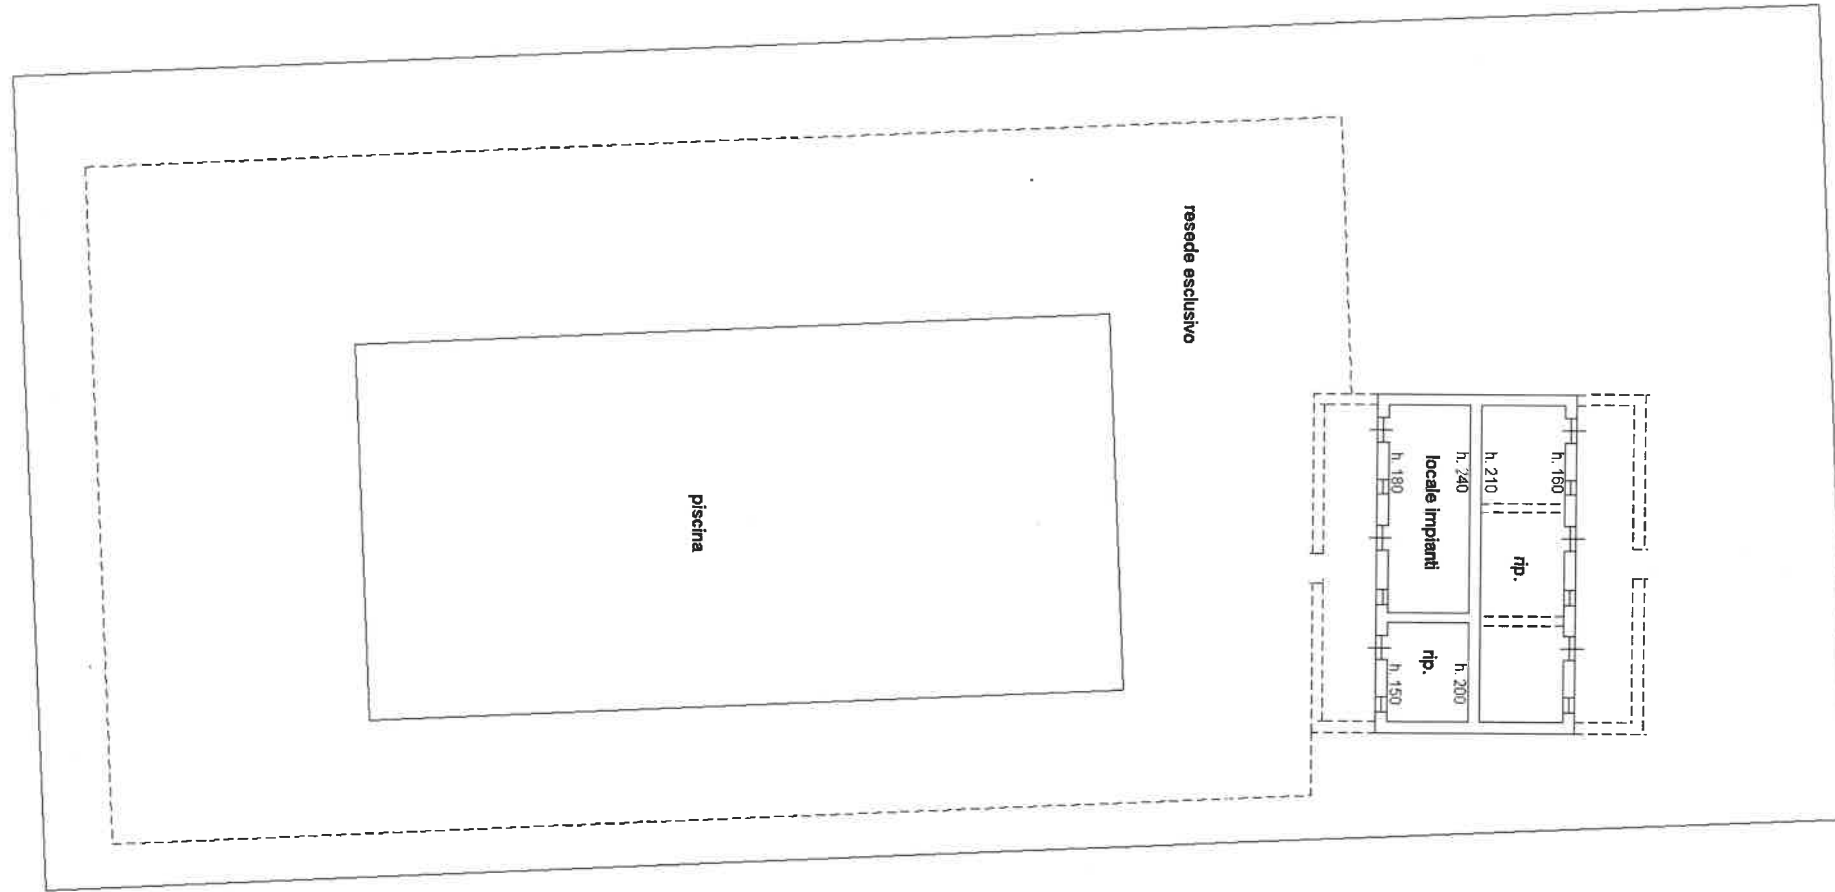 resede esclusivo
piscina
h. 160
h. 210
h. 240
locale impianti
h. 180
rip.
rip.
h. 200
h. 150